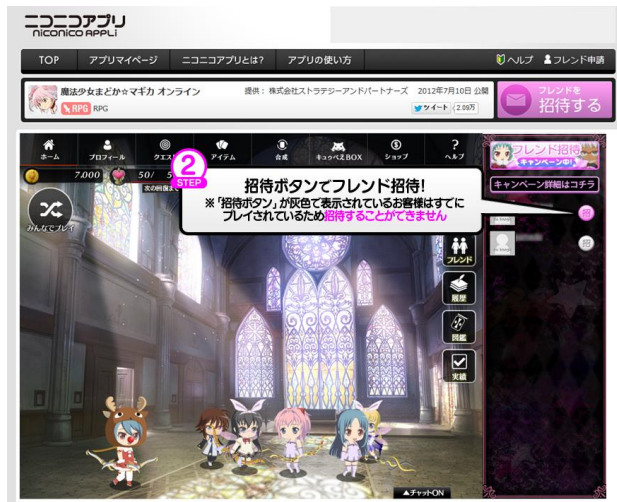 ニコニコアプリ
NICONICO APPLI
TOP
アプリマイページ
ニコニコアプリとは?
アプリの使い方
ヘルプ
フレンド申請
魔法少女まどか☆マギカ オンライン
提供: 株式会社ストラテジーアンドパートナーズ
2012年7月10日 公開
RPG RPG
ツイート
2.09万
フレンドを
招待する
ホーム
プロフィール
アイテム
合成
キュゥべえBOX
ショップ
?
ヘルプ
7.000
50/
次の回復まで
2
STEP
招待ボタンでフレンド招待!
※「招待ボタン」が灰色で表示されているお客様はすでに
プレイされているため招待することができません
フレンド招待
キャンペーン中!
キャンペーン詳細はコチラ
招
招
みんなでプレイ
フレンド
履歴
図鑑
実績
▲チャットON